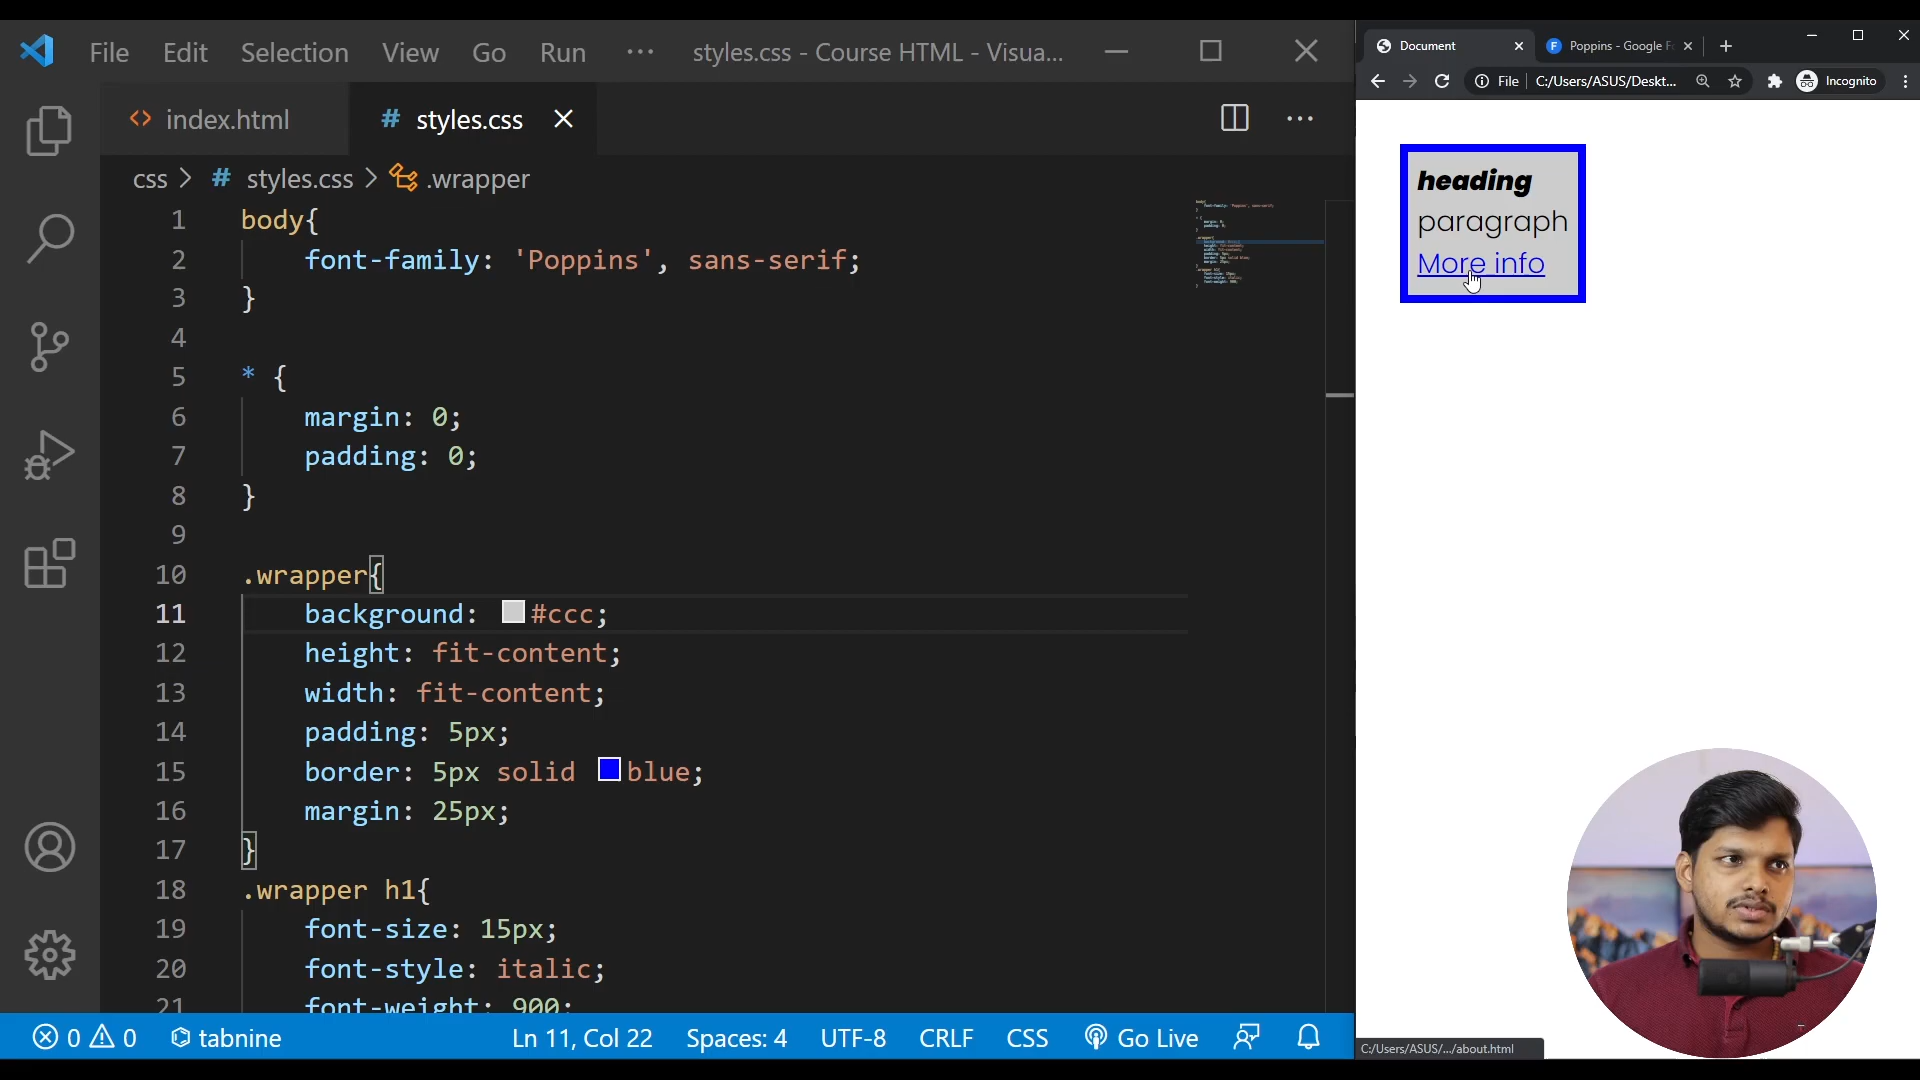 File Edit Selection View Go Run ··· styles.css - Course HTML - Visua...
index.html
# styles.css
css > # styles.css > .wrapper
1 body{
2 font-family: 'Poppins', sans-serif;
3 }
4
5 * {
6 margin: 0;
7 padding: 0;
8 }
9
10 .wrapper{
11 background: #ccc;
12 height: fit-content;
13 width: fit-content;
14 padding: 5px;
15 border: 5px solid blue;
16 margin: 25px;
17 }
18 .wrapper h1{
19 font-size: 15px;
20 font-style: italic;
21 font-weight: 900;
0 0 tabnine Ln 11, Col 22 Spaces: 4 UTF-8 CRLF CSS Go Live
Document
Poppins - Google Fo
File C:/Users/ASUS/Deskt... Incognito
heading
paragraph
More info
C:/Users/ASUS/.../about.html